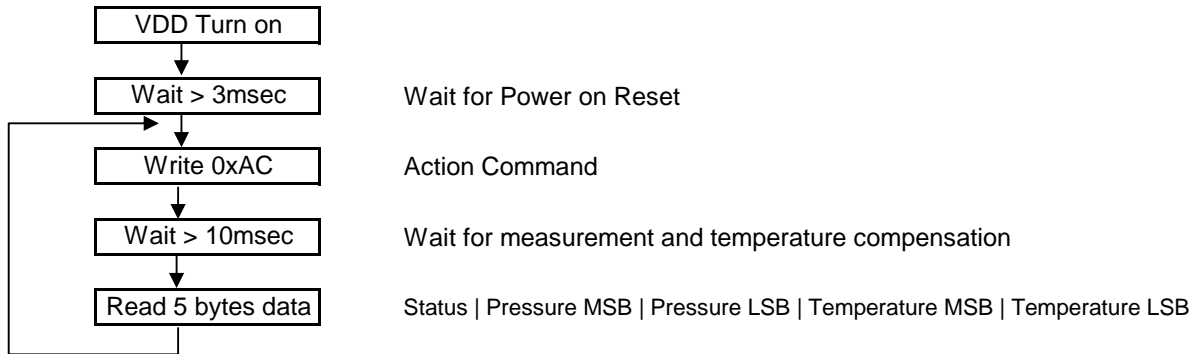 VDD Turn on
Wait > 3msec Wait for Power on Reset
Write 0xAC Action Command
Wait > 10msec Wait for measurement and temperature compensation
Read 5 bytes data Status | Pressure MSB | Pressure LSB | Temperature MSB | Temperature LSB